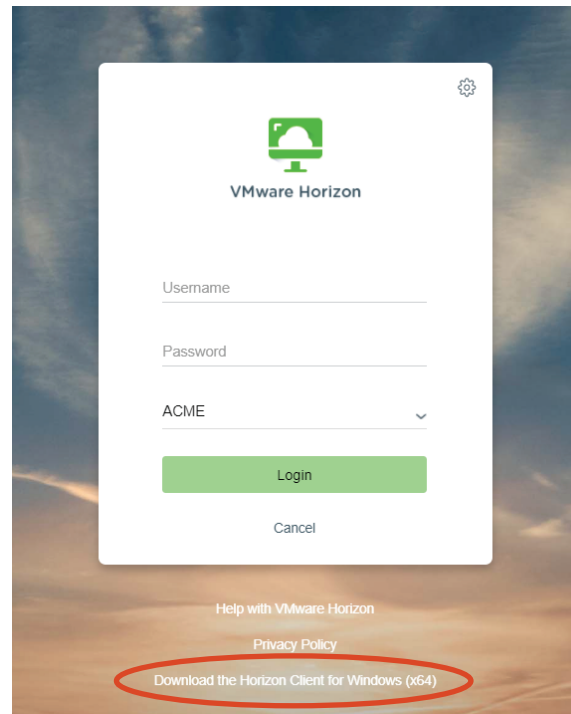 VMware Horizon
Username
Password
ACME
Login
Cancel
Help with VMware Horizon
Privacy Policy
Download the Horizon Client for Windows (x64)